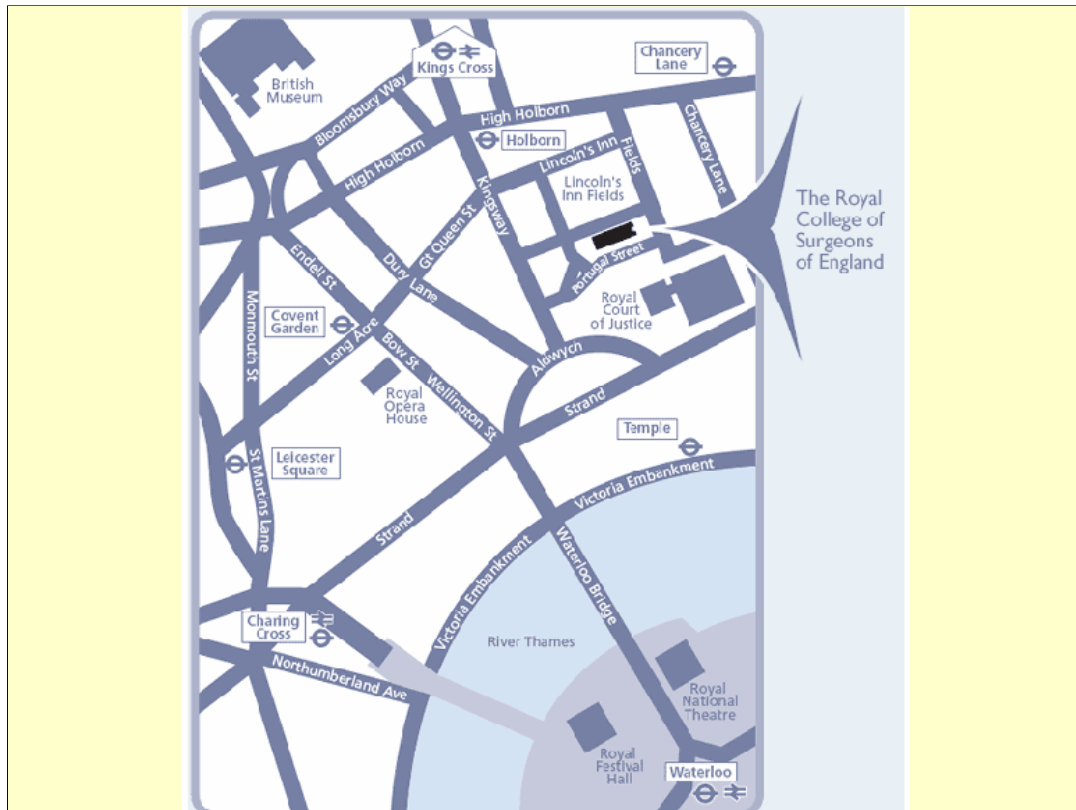 Chancery
Lane
Kings Cross
British
Museum
Bloomsbury Way
High Holborn
Holborn
High Holborn
Lincoln's Inn
Fields
Chancery Lane
Lincoln's
Inn Fields
Kingsway
The Royal
College of
Surgeons
of England
Gt Queen St
Endell St
Dury Lane
Portugal Street
Royal
Court
of Justice
Monmouth St
Covent
Garden
Long Acre
Bow St
Aldwych
Royal
Opera
House
Wellington St
Strand
Temple
Leicester
Square
St Martins Lane
Victoria Embankment
Strand
Victoria Embankment
Waterloo Bridge
Charing
Cross
River Thames
Northumberland Ave
Royal
National
Theatre
Royal
Festival
Hall
Waterloo